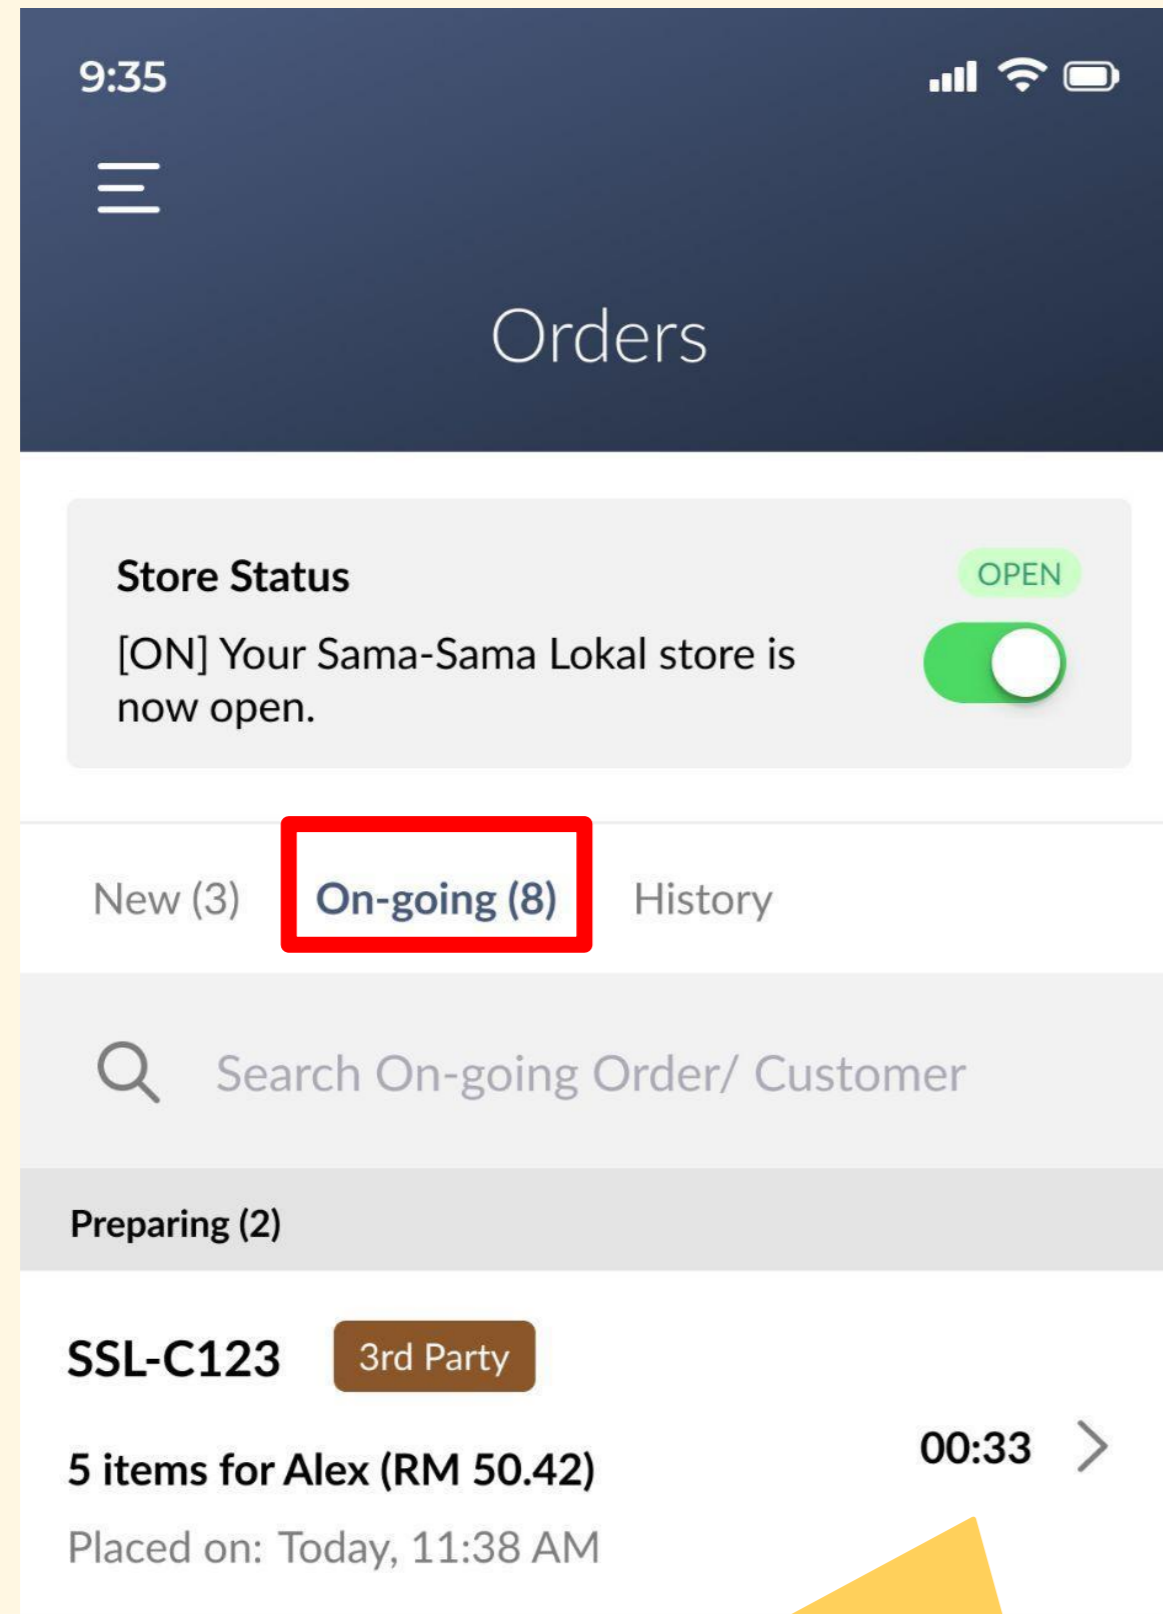 9:35
Orders
Store Status
OPEN
[ON] Your Sama-Sama Lokal store is
now open.
New (3) On-going (8) History
Search On-going Order/ Customer
Preparing (2)
SSL-C123 3rd Party
5 items for Alex (RM 50.42)
00:33
Placed on: Today, 11:38 AM